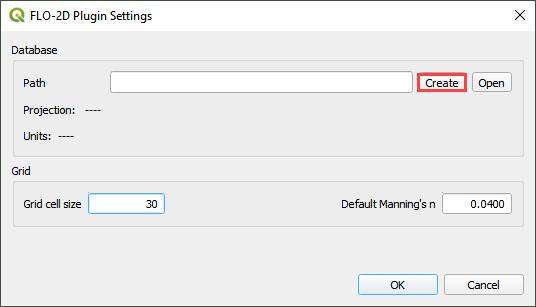 FLO-2D Plugin Settings
Database
Path Create Open
Projection: ----
Units: ----
Grid
Grid cell size 30 Default Manning's n 0.0400
OK Cancel